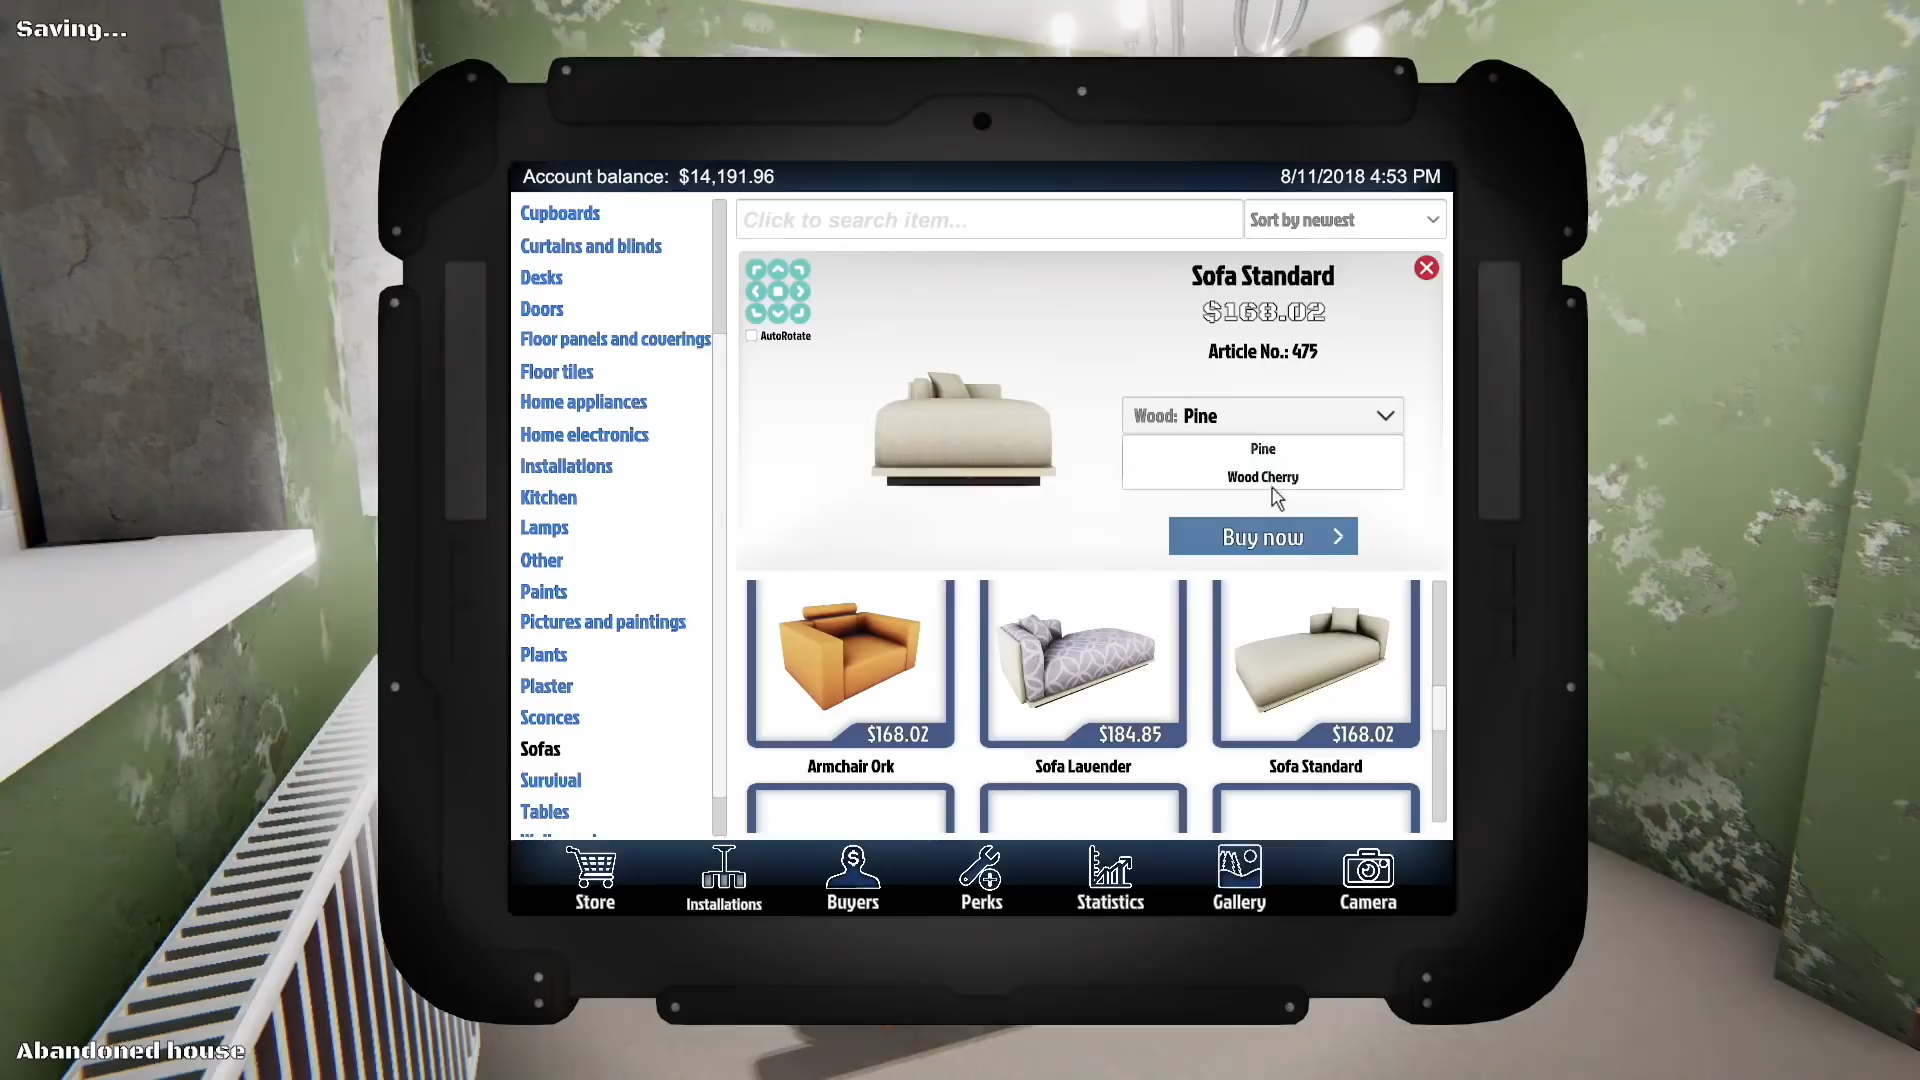 Saving...
Account balance: $14,191.96
8/11/2018 4:53 PM
Cupboards
Curtains and blinds
Desks
Doors
Floor panels and coverings
Floor tiles
Home appliances
Home electronics
Installations
Kitchen
Lamps
Other
Paints
Pictures and paintings
Plants
Plaster
Sconces
Sofas
Survival
Tables
Click to search item...
Sort by newest
AutoRotate
Sofa Standard
$168.02
Article No.: 475
Wood: Pine
Pine
Wood Cherry
Buy now
$168.02
$184.85
$168.02
Armchair Ork
Sofa Lavender
Sofa Standard
Store
Installations
Buyers
Perks
Statistics
Gallery
Camera
Abandoned house